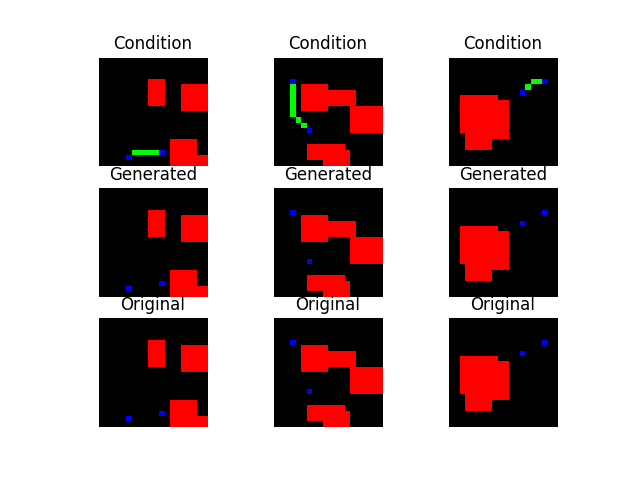 Condition Condition Condition
Generated Generated Generated
Original Original Original